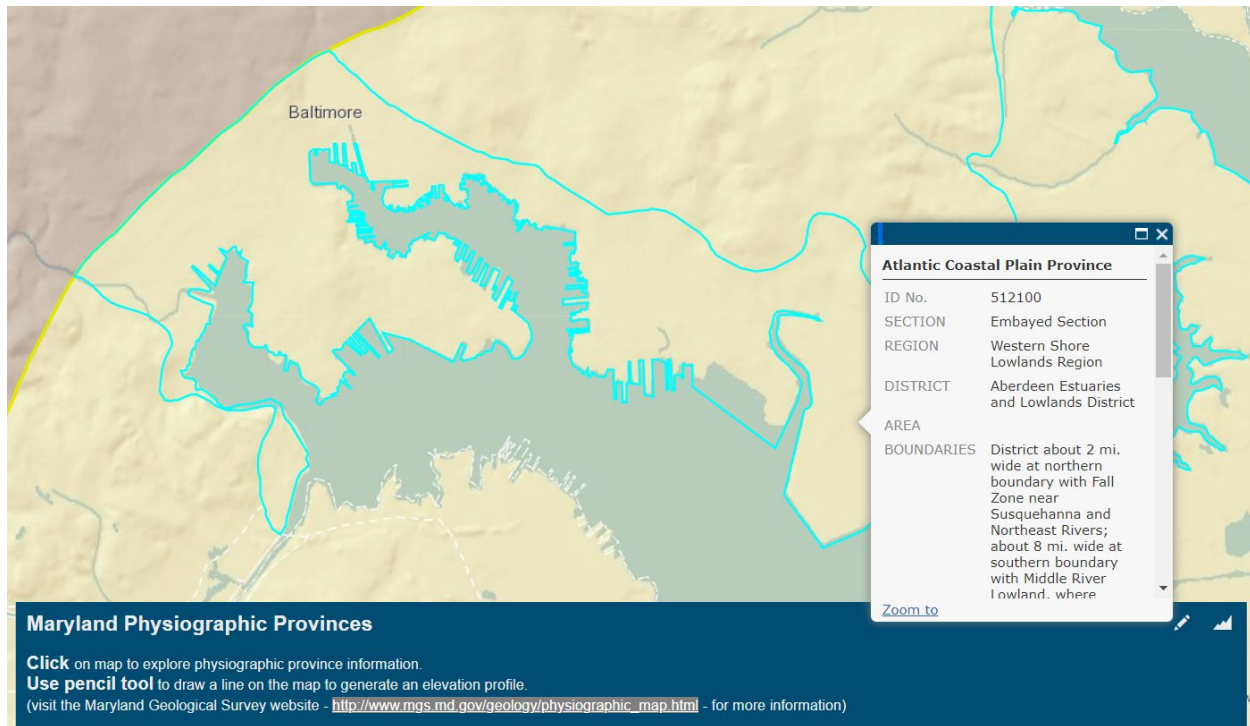 Baltimore
Atlantic Coastal Plain Province
ID No. 512100
SECTION Embayed Section
REGION Western Shore
Lowlands Region
DISTRICT Aberdeen Estuaries
and Lowlands District
AREA
BOUNDARIES District about 2 mi.
wide at northern
boundary with Fall
Zone near
Susquehanna and
Northeast Rivers;
about 8 mi. wide at
southern boundary
with Middle River
Lowland, where
Zoom to
Maryland Physiographic Provinces
Click on map to explore physiographic province information.
Use pencil tool to draw a line on the map to generate an elevation profile.
(visit the Maryland Geological Survey website - http://www.mgs.md.gov/geology/physiographic_map.html - for more information)